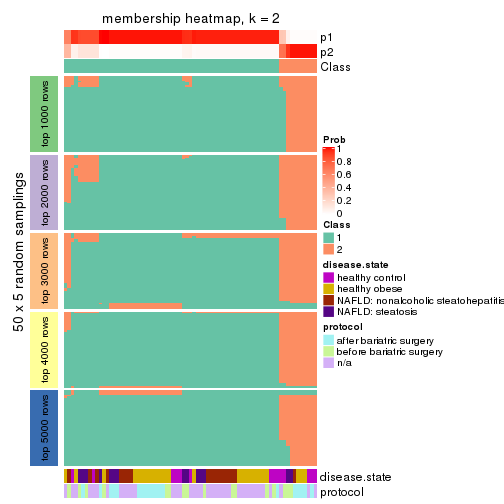 membership heatmap, k = 2
p1
p2
Class
50 x 5 random samplings
top 1000 rows
top 2000 rows
top 3000 rows
top 4000 rows
top 5000 rows
Prob
1
0.8
0.6
0.4
0.2
0
Class
1
2
disease.state
healthy control
healthy obese
NAFLD: nonalcoholic steatohepatitis
NAFLD: steatosis
protocol
after bariatric surgery
before bariatric surgery
n/a
disease.state
protocol